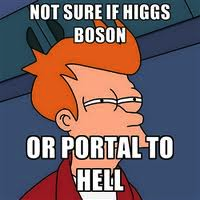 NOT SURE IF HIGGS
BOSON
OR PORTAL TO
HELL